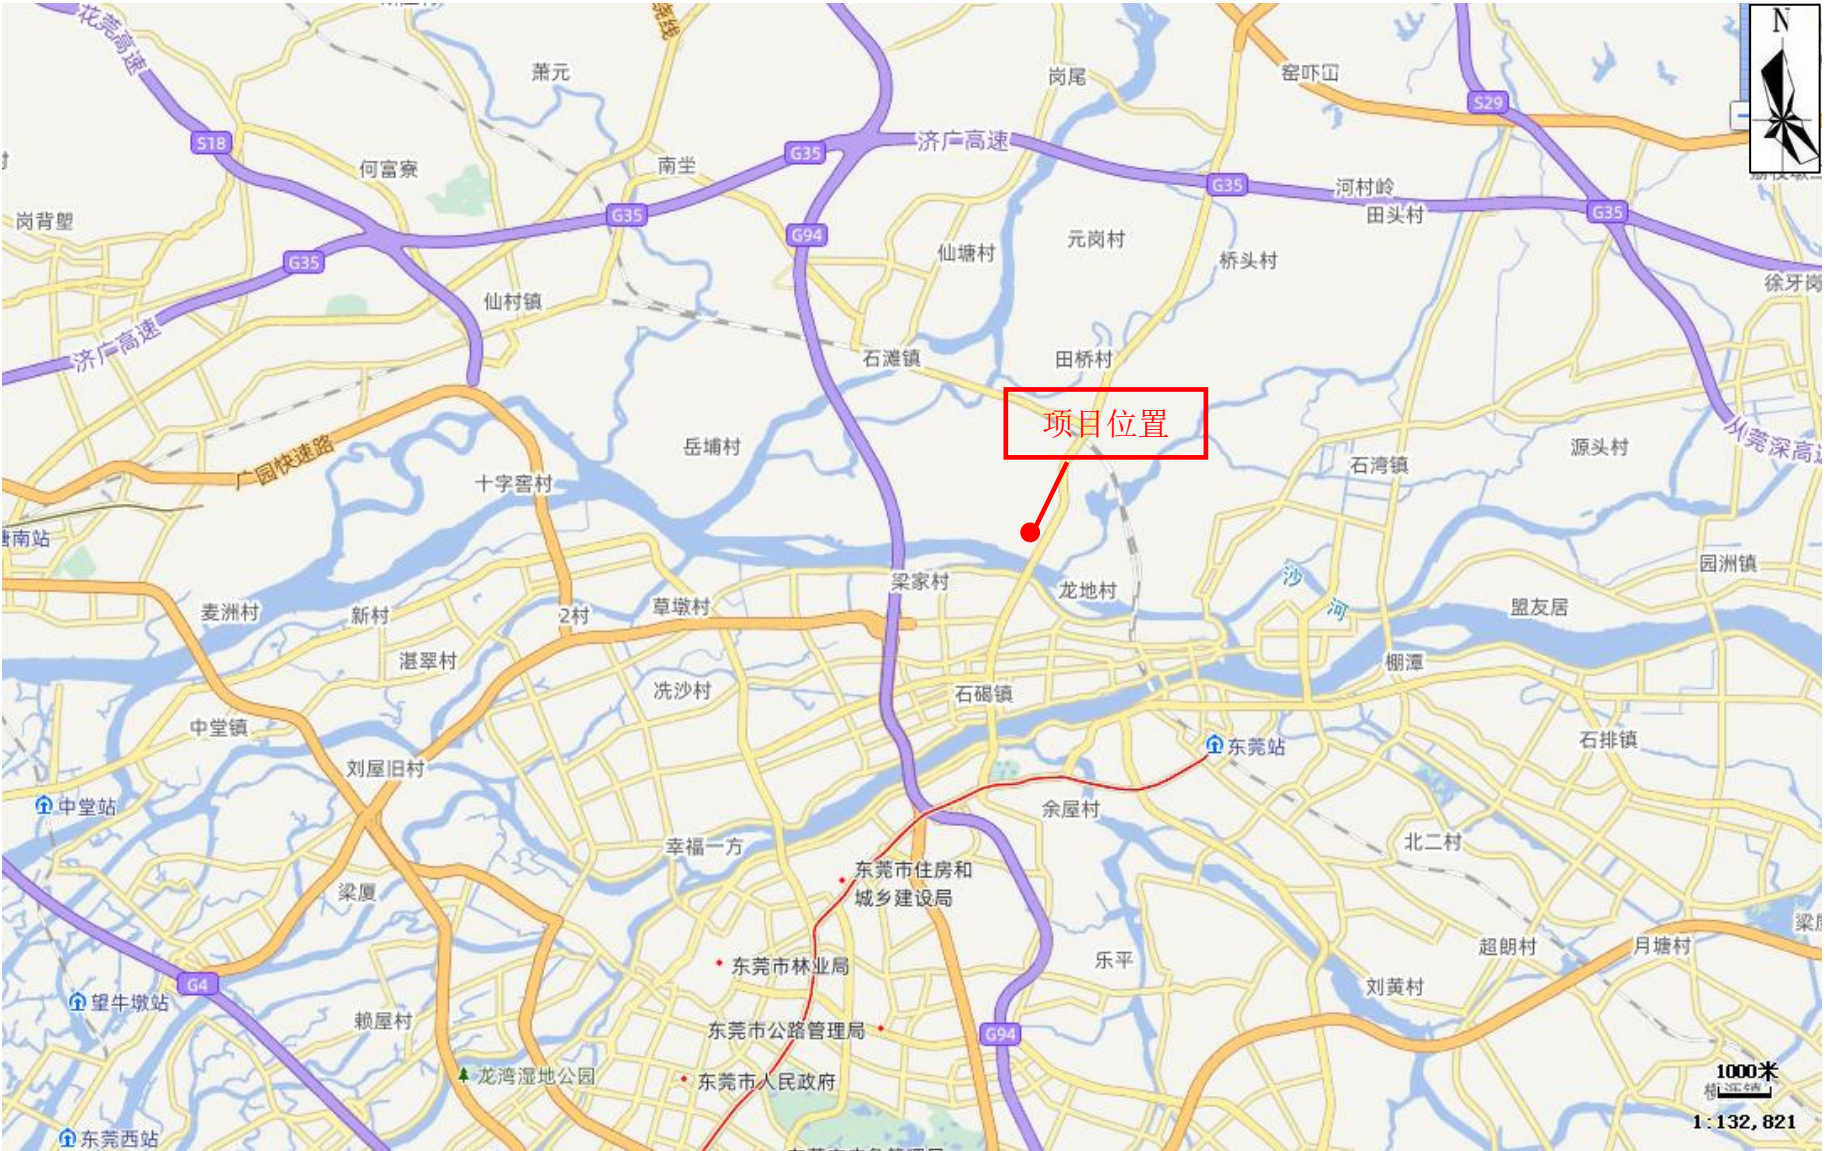 花莞高速
N
萧元
岗尾
窑吓冚
S29
S18
G35
济广高速
何富寮
南坐
G35
河村岭
田头村
G35
G35
岗背塱
G94
元岗村
仙塘村
桥头村
G35
徐牙岗
仙村镇
济广高速
石滩镇
田桥村
项目位置
从莞深高速
岳埔村
源头村
广园快速路
石湾镇
十字窖村
塘南站
园洲镇
沙
河
梁家村
龙地村
麦洲村
新村
2村
草墩村
盟友居
湛翠村
棚潭
冼沙村
石碣镇
中堂镇
东莞站
石排镇
刘屋旧村
中堂站
余屋村
幸福一方
北二村
东莞市住房和
城乡建设局
梁厦
超朗村
月塘村
东莞市林业局
乐平
G4
刘黄村
望牛墩站
赖屋村
东莞市公路管理局
G94
龙湾湿地公园
东莞市人民政府
1000米
1:132,821
东莞西站